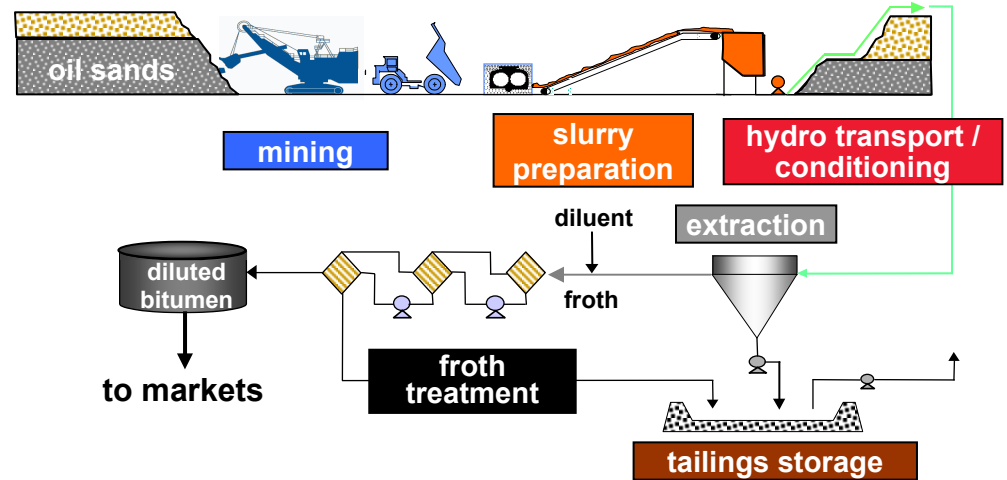 oil sands
mining
slurry
preparation
hydro transport /
conditioning
diluent
extraction
diluted
bitumen
froth
to markets
froth
treatment
tailings storage